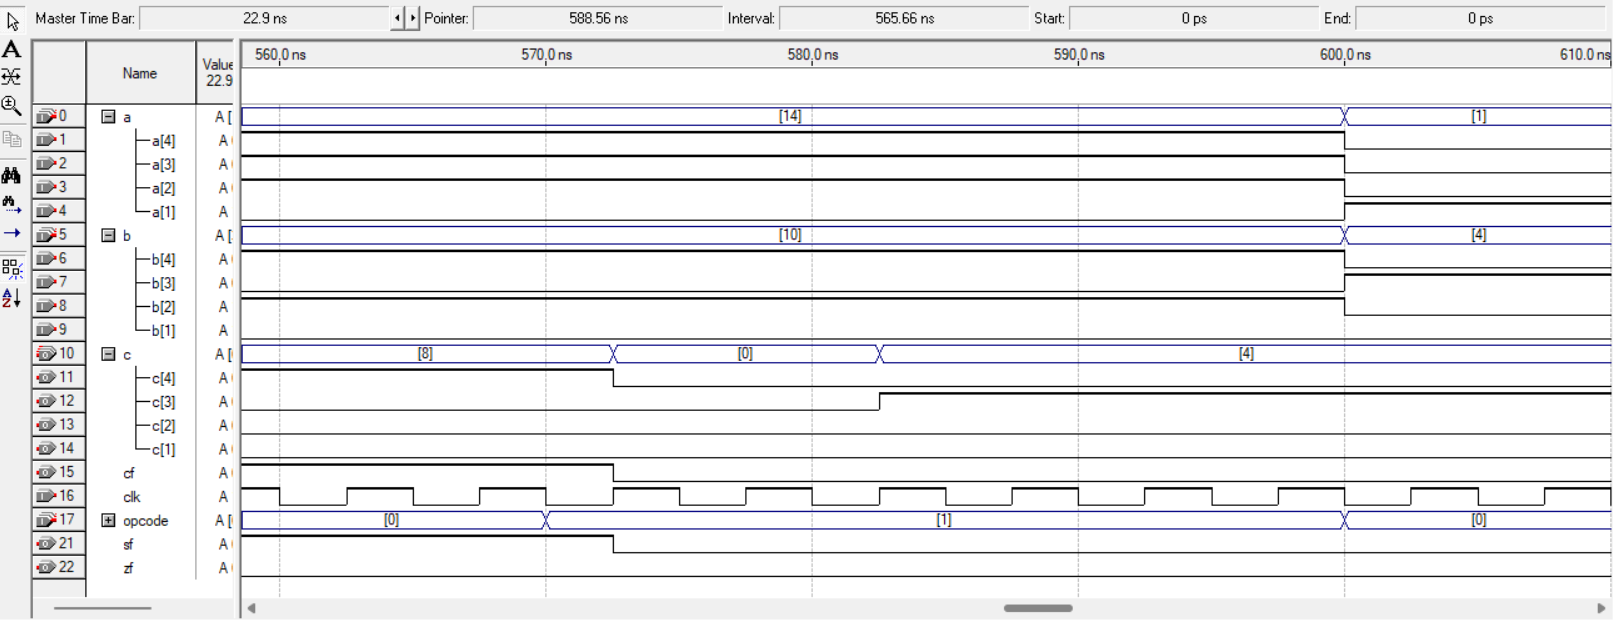 Master Time Bar: 22.9 ns Pointer: 588.56 ns Interval: 565.66 ns Start: 0 ps End: 0 ps
Name Value 22.9 560.0 ns 570.0 ns 580.0 ns 590.0 ns 600.0 ns 610.0 ns
0 a A [ [14] [1]
1 a[4] A
2 a[3] A
3 a[2] A
4 a[1] A
5 b A [ [10] [4]
6 b[4] A
7 b[3] A
8 b[2] A
9 b[1] A
10 c A [ [8] [0] [4]
11 c[4] A
12 c[3] A
13 c[2] A
14 c[1] A
15 cf A
16 clk A
17 opcode A [ [0] [1] [0]
21 sf A
22 zf A